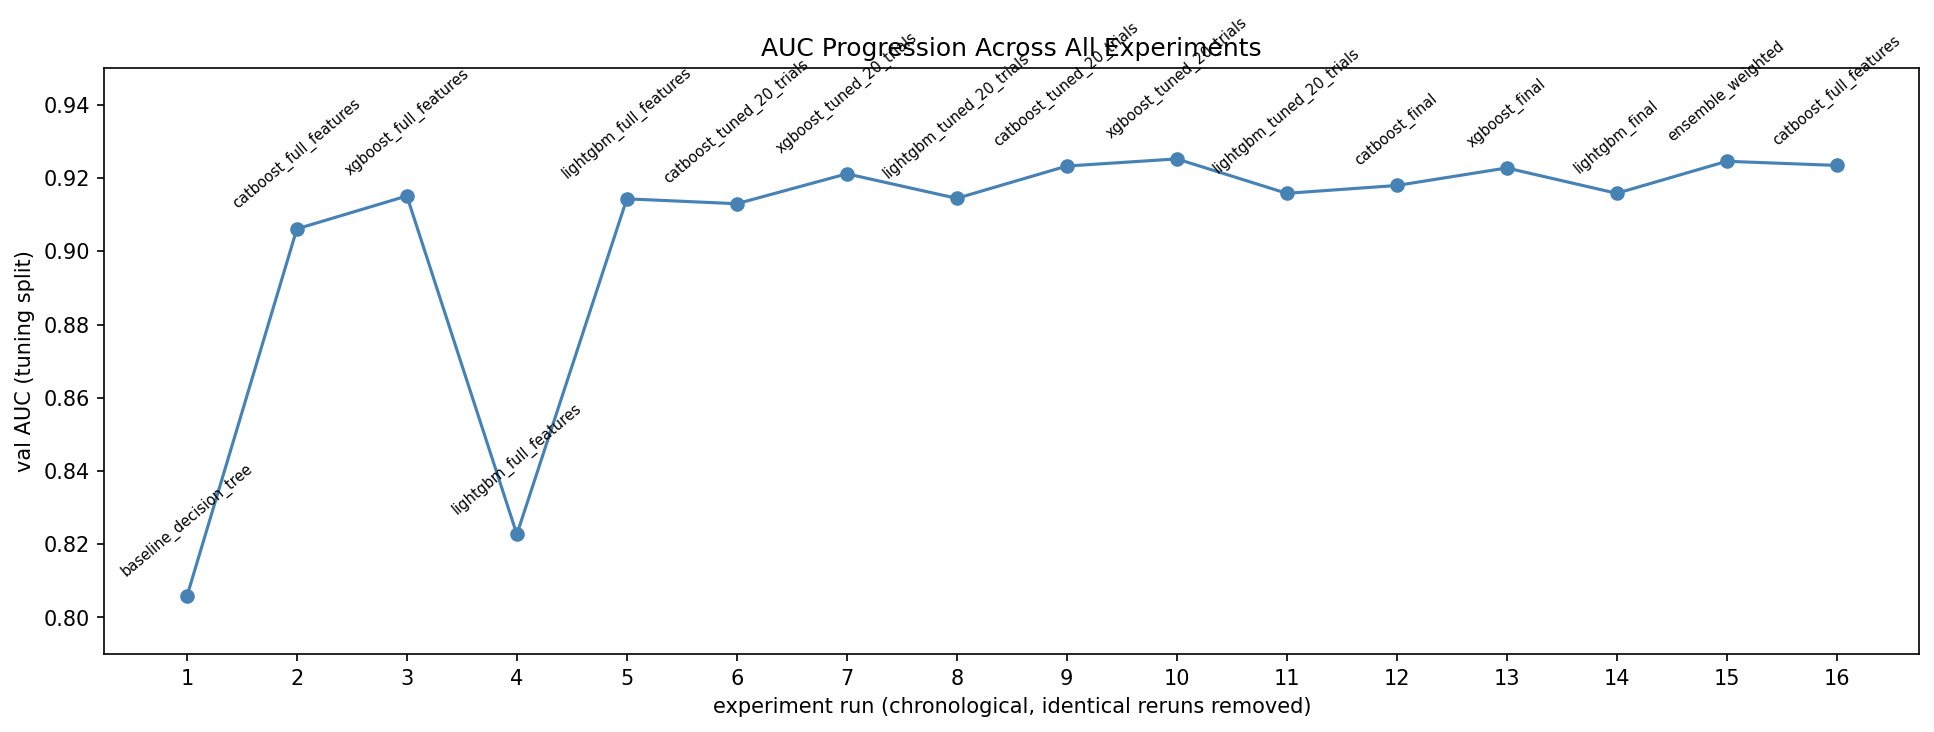 AUC Progression Across All Experiments
val AUC (tuning split)
0.94
0.92
0.90
0.88
0.86
0.84
0.82
0.80
baseline_decision_tree
catboost_full_features
xgboost_full_features
lightgbm_full_features
lightgbm_full_features
catboost_tuned_20_trials
xgboost_tuned_20_trials
lightgbm_tuned_20_trials
catboost_tuned_20_trials
xgboost_tuned_20_trials
lightgbm_tuned_20_trials
catboost_final
xgboost_final
lightgbm_final
ensemble_weighted
catboost_full_features
1 2 3 4 5 6 7 8 9 10 11 12 13 14 15 16
experiment run (chronological, identical reruns removed)